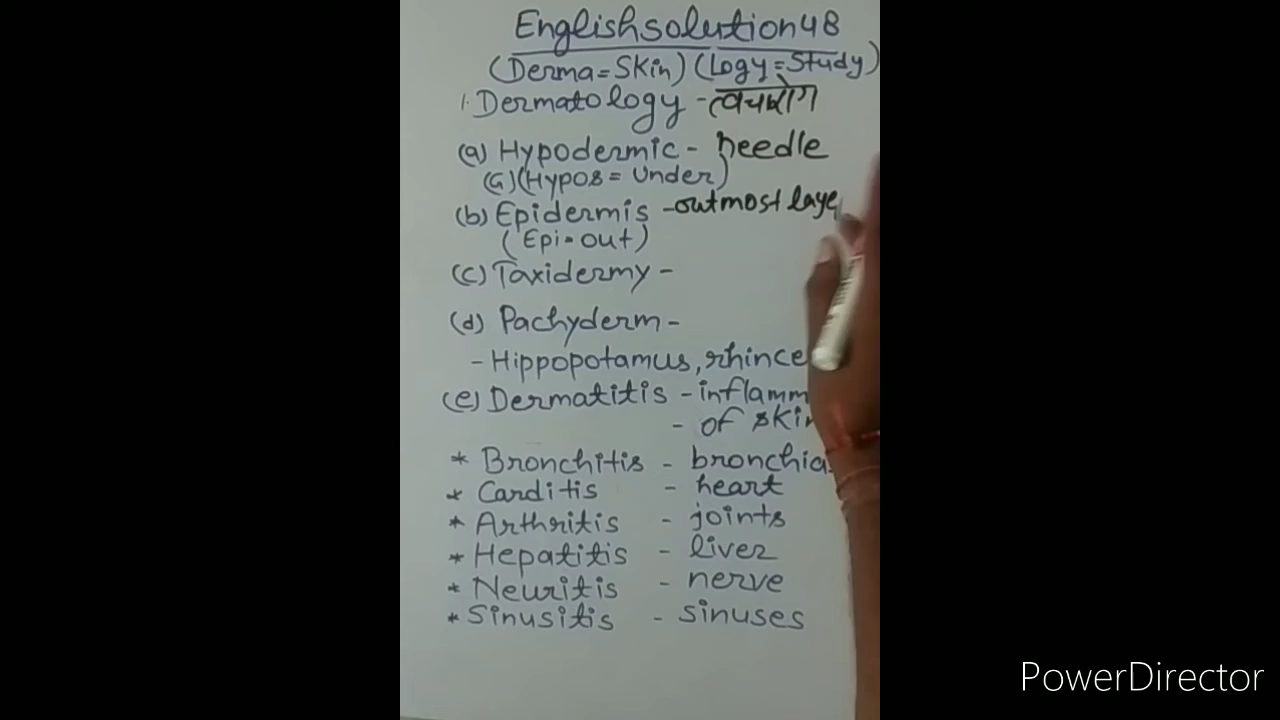 Englishsolution48
(Derma=Skin) (Logy=Study)
1. Dermatology -
(a) Hypodermic - needle
(G)(Hypos=Under)
(b) Epidermis -outmost laye
(Epi=out)
(c) Taxidermy -
(d) Pachyderm -
- Hippopotamus, rhince
(e) Dermatitis - inflamm
- of skin
* Bronchitis - bronchia
* Carditis - heart
* Arthritis - joints
* Hepatitis - liver
* Neuritis - nerve
* Sinusitis - sinuses
PowerDirector